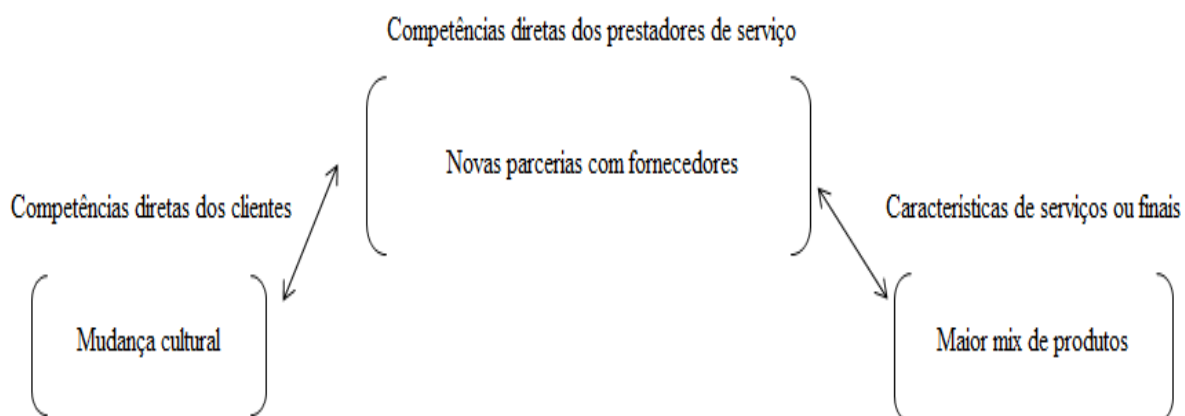 Competências diretas dos prestadores de serviço
Novas parcerias com fornecedores
Competências diretas dos clientes
Características de serviços ou finais
Mudança cultural
Maior mix de produtos